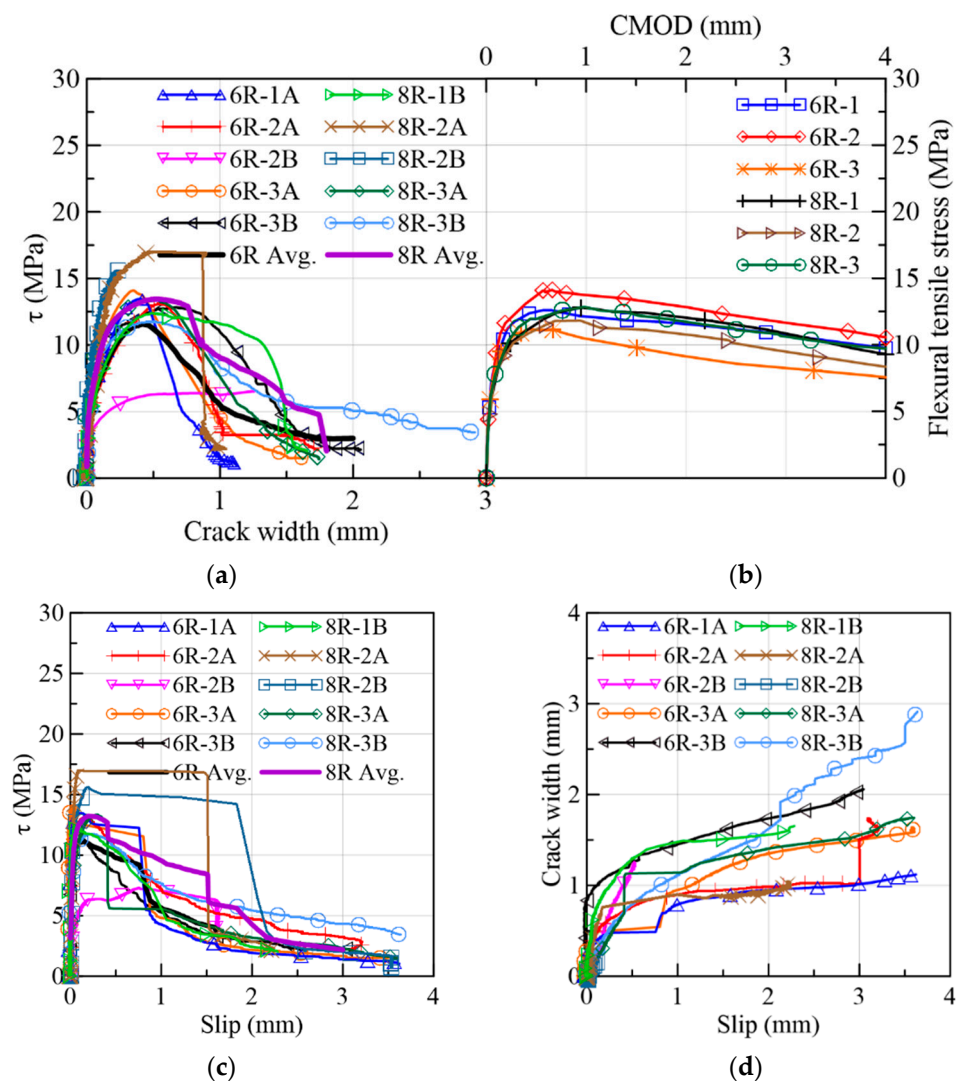 CMOD (mm)
0 1 2 3 4
30
25
20
15
10
5
0
τ (MPa)
6R-1A 8R-1B
6R-2A 8R-2A
6R-2B 8R-2B
6R-3A 8R-3A
6R-3B 8R-3B
6R Avg. 8R Avg.
0 1 2 3
Crack width (mm)
6R-1
6R-2
6R-3
8R-1
8R-2
8R-3
30
25
20
15
10
5
0
Flexural tensile stress (MPa)
(a) (b)
30
25
20
15
10
5
0
τ (MPa)
6R-1A 8R-1B
6R-2A 8R-2A
6R-2B 8R-2B
6R-3A 8R-3A
6R-3B 8R-3B
6R Avg. 8R Avg.
0 1 2 3 4
Slip (mm)
4
3
2
1
0
Crack width (mm)
6R-1A 8R-1B
6R-2A 8R-2A
6R-2B 8R-2B
6R-3A 8R-3A
6R-3B 8R-3B
0 1 2 3 4
Slip (mm)
(c) (d)